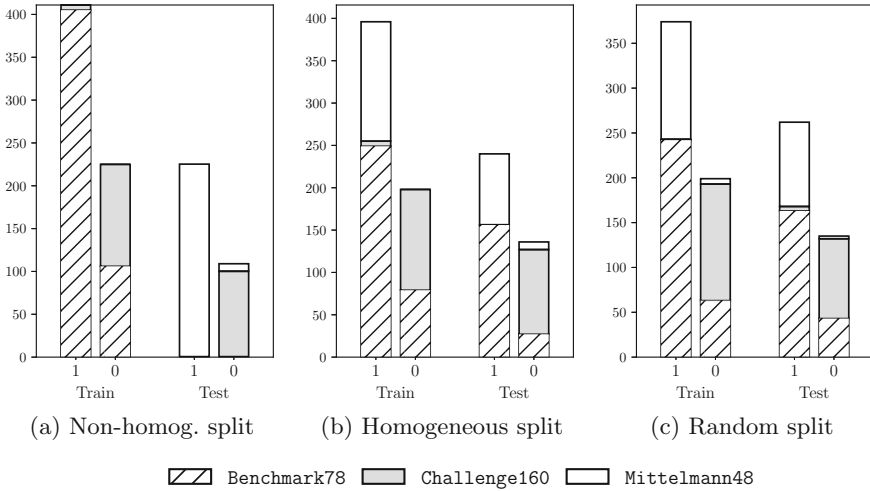 400
350
300
250
200
150
100
50
0
1 0 1 0
Train Test
(a) Non-homog. split
400
350
300
250
200
150
100
50
0
1 0 1 0
Train Test
(b) Homogeneous split
350
300
250
200
150
100
50
0
1 0 1 0
Train Test
(c) Random split
Benchmark78 Challenge160 Mittelmann48